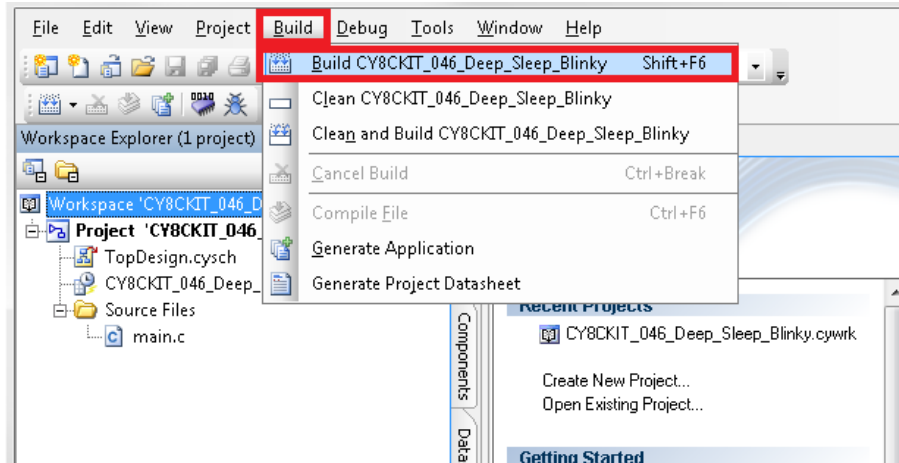 File Edit View Project Build Debug Tools Window Help
Build CY8CKIT_046_Deep_Sleep_Blinky Shift+F6
Clean CY8CKIT_046_Deep_Sleep_Blinky
Clean and Build CY8CKIT_046_Deep_Sleep_Blinky
Cancel Build Ctrl+Break
Compile File Ctrl+F6
Generate Application
Generate Project Datasheet
Workspace Explorer (1 project)
Workspace 'CY8CKIT_046_D
Project 'CY8CKIT_046_
TopDesign.cysch
CY8CKIT_046_Deep_
Source Files
main.c
Components
Data
Recent Projects
CY8CKIT_046_Deep_Sleep_Blinky.cywrk
Create New Project...
Open Existing Project...
Getting Started